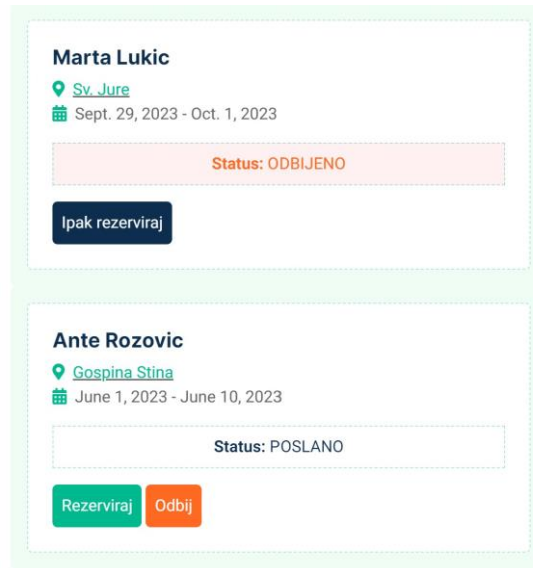 Marta Lukic
Sv. Jure
Sept. 29, 2023 - Oct. 1, 2023
Status: ODBIJENO
Ipak rezerviraj
Ante Rozovic
Gospina Stina
June 1, 2023 - June 10, 2023
Status: POSLANO
Rezerviraj Odbij